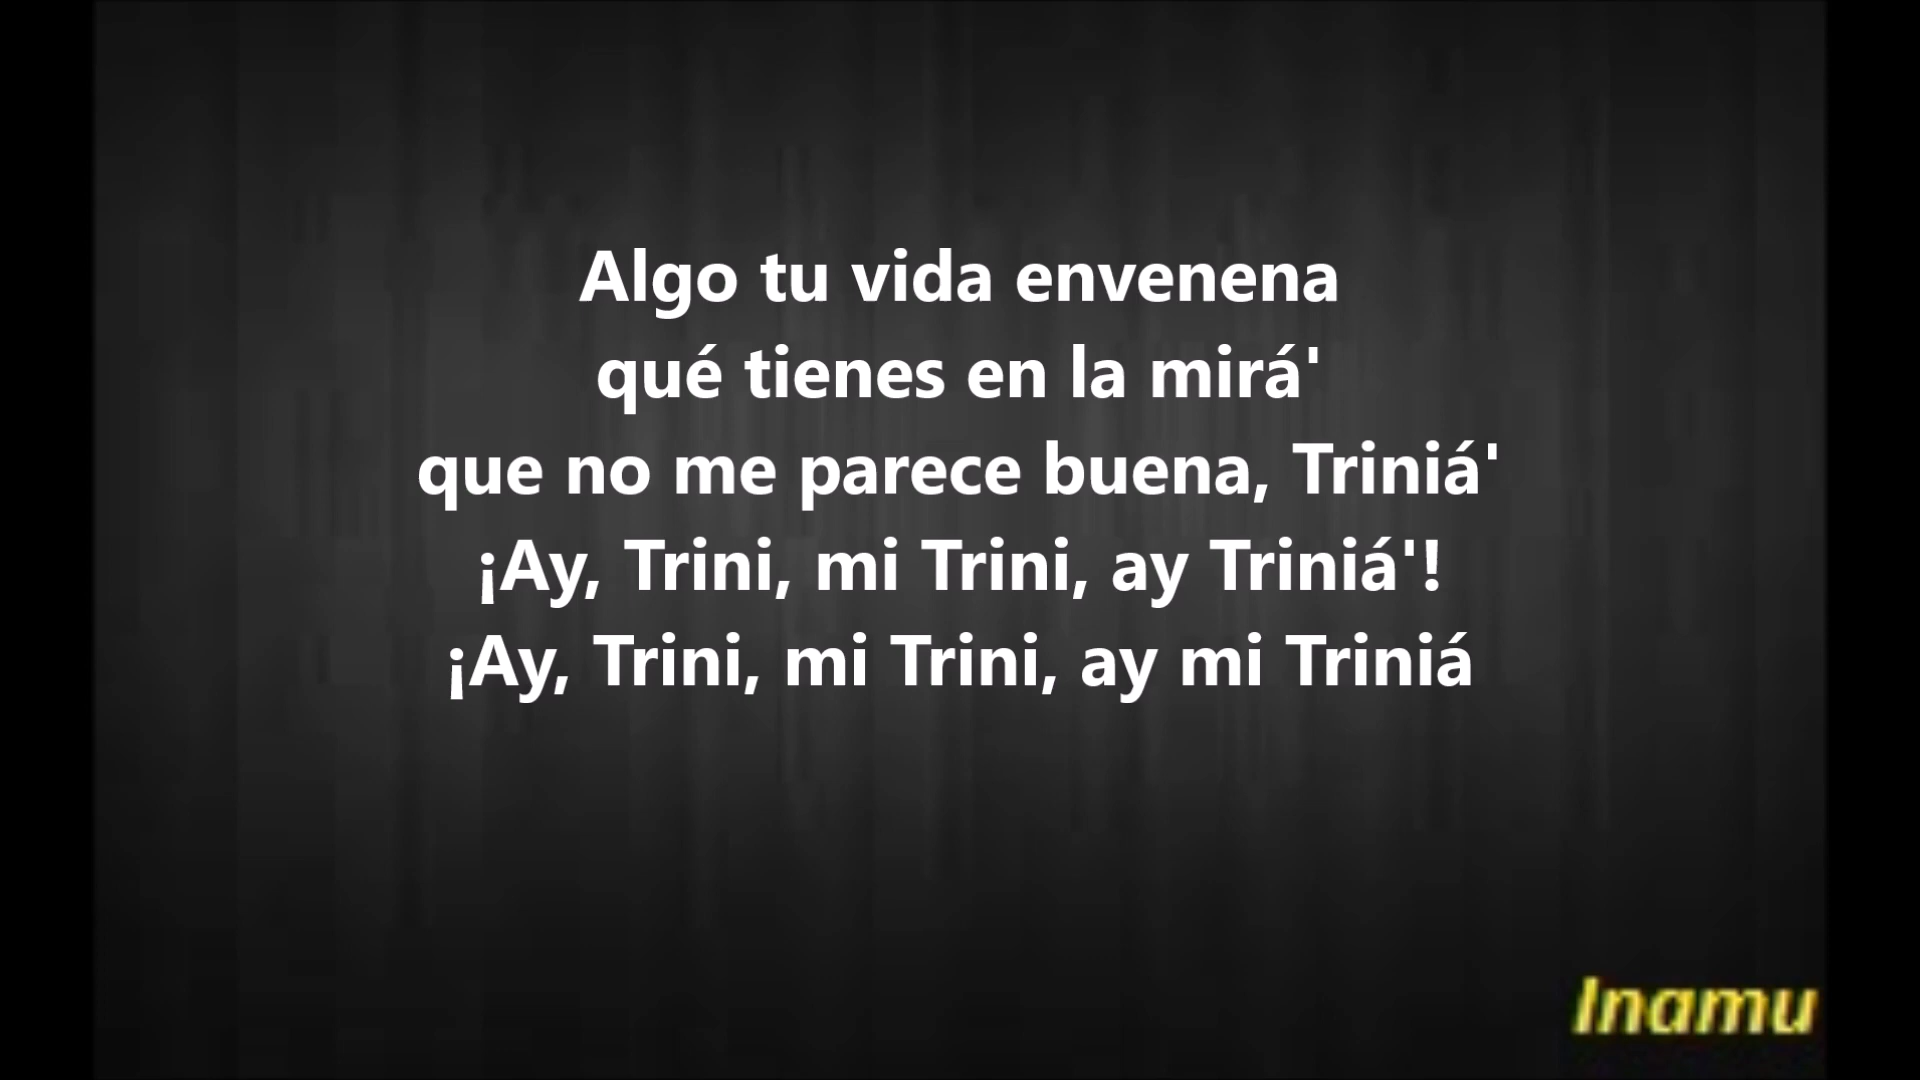 Algo tu vida envenena
qué tienes en la mirá'
que no me parece buena, Triniá'
¡Ay, Trini, mi Trini, ay Triniá'!
¡Ay, Trini, mi Trini, ay mi Triniá
Inamu